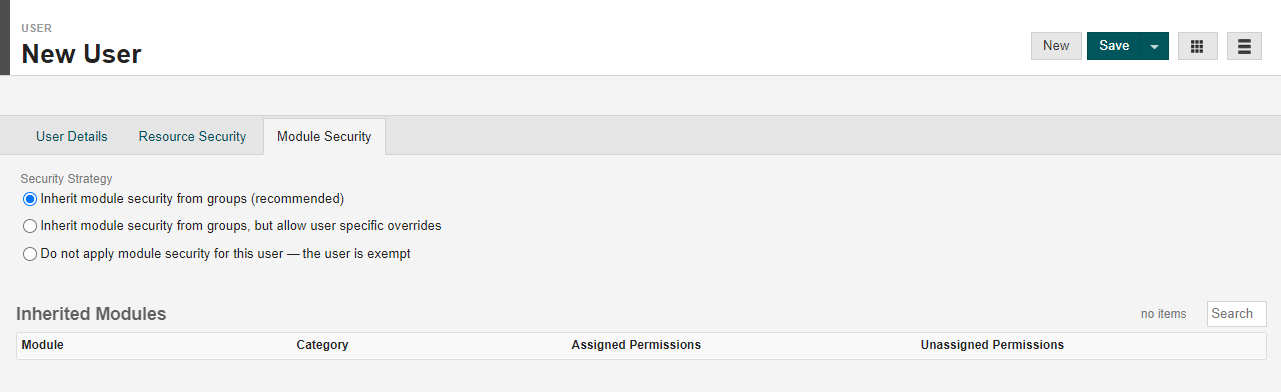 USER
New User
New Save
User Details Resource Security Module Security
Security Strategy
Inherit module security from groups (recommended)
Inherit module security from groups, but allow user specific overrides
Do not apply module security for this user — the user is exempt
Inherited Modules no items Search
Module Category Assigned Permissions Unassigned Permissions